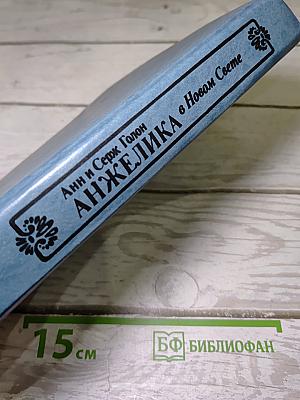 Анн и Серж Голон
АНЖЕЛИКА в Новом Свете
15 см
БФ БИБЛИОФАН